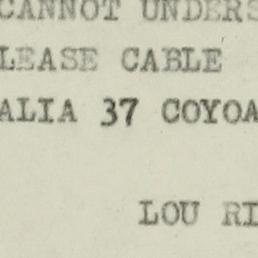 CANNOT UNDERS
LEASE CABLE
ALIA 37 COYOA
LOU RI